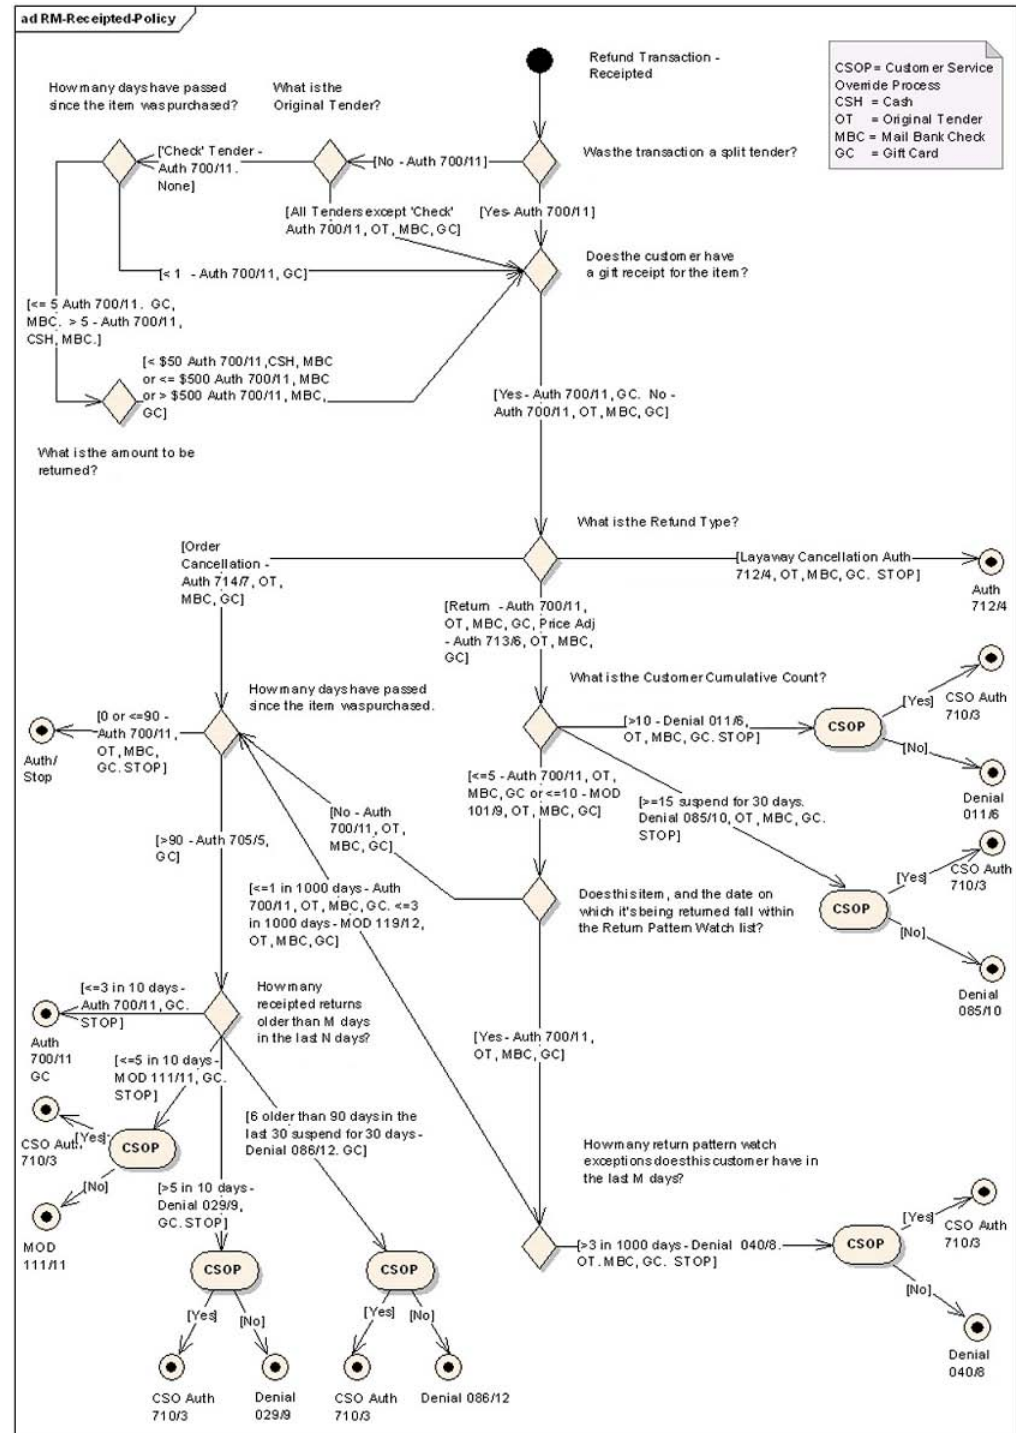 ad RM-Receipted-Policy
Refund Transaction -
Receipted
CSOP = Customer Service
Override Process
CSH = Cash
OT = Original Tender
MBC = Mail Bank Check
GC = Gift Card
How many days have passed
since the item was purchased?
What is the
Original Tender?
['Check' Tender -
Auth 700/11.
None]
[No - Auth 700/11]
Was the transaction a split tender?
[All Tenders except 'Check'
Auth 700/11, OT, MBC, GC]
[Yes- Auth 700/11]
Does the customer have
a gift receipt for the item?
[< 1 - Auth 700/11, GC]
[<= 5 Auth 700/11. GC,
MBC. > 5 - Auth 700/11,
CSH, MBC.]
[< $50 Auth 700/11,CSH, MBC
or <= $500 Auth 700/11, MBC
or > $500 Auth 700/11, MBC,
GC]
[Yes - Auth 700/11, GC. No -
Auth 700/11, OT, MBC, GC]
What is the amount to be
returned?
What is the Refund Type?
[Order
Cancellation -
Auth 714/7, OT,
MBC, GC]
[Layaway Cancellation Auth
712/4, OT, MBC, GC. STOP]
Auth
712/4
[Return - Auth 700/11,
OT, MBC, GC, Price Adj
- Auth 713/6, OT, MBC,
GC]
What is the Customer Cumulative Count?
How many days have passed
since the item was purchased.
[0 or <=90 -
Auth 700/11,
OT, MBC,
GC. STOP]
Auth/
Stop
[>10 - Denial 011/6,
OT, MBC, GC. STOP]
CSOP
[Yes]
CSO Auth
710/3
[No]
Denial
011/6
[<=5 - Auth 700/11, OT,
MBC, GC or <=10 - MOD
101/9, OT, MBC, GC]
[>=15 suspend for 30 days.
Denial 085/10, OT, MBC, GC.
STOP]
[No - Auth
700/11, OT,
MBC, GC]
[>90 - Auth 705/5,
GC]
[Yes]
CSO Auth
710/3
CSOP
[No]
Denial
085/10
[<=1 in 1000 days - Auth
700/11, OT, MBC, GC. <=3
in 1000 days - MOD 119/12,
OT, MBC, GC]
Does this item, and the date on
which it's being returned fall within
the Return Pattern Watch list?
[<=3 in 10 days -
Auth 700/11, GC.
STOP]
Auth
700/11
GC
How many
receipted returns
older than M days
in the last N days?
[Yes - Auth 700/11,
OT, MBC, GC]
[<=5 in 10 days -
MOD 111/11, GC.
STOP]
[6 older than 90 days in the
last 30 suspend for 30 days -
Denial 086/12. GC]
CSO Auth
710/3
[Yes]
CSOP
[No]
MOD
111/11
[>5 in 10 days -
Denial 029/9,
GC. STOP]
How many return pattern watch
exceptions does this customer have in
the last M days?
[>3 in 1000 days - Denial 040/8.
OT. MBC, GC. STOP]
CSOP
[Yes]
CSO Auth
710/3
[No]
Denial
040/8
CSOP
[Yes]
[No]
CSO Auth
710/3
Denial
029/9
CSOP
[Yes]
[No]
CSO Auth
710/3
Denial 086/12